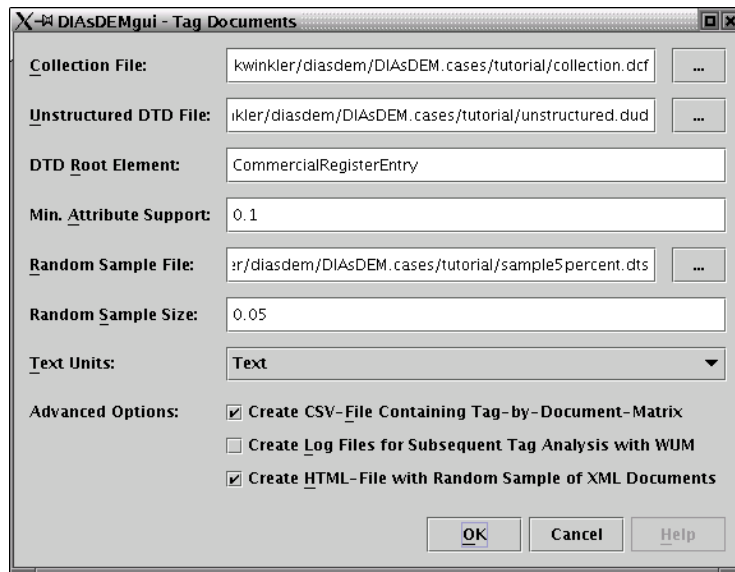 DIAsDEMgui - Tag Documents
Collection File: kwinkler/diasdem/DIAsDEM.cases/tutorial/collection.dcf ...
Unstructured DTD File: kler/diasdem/DIAsDEM.cases/tutorial/unstructured.dud ...
DTD Root Element: CommercialRegisterEntry
Min. Attribute Support: 0.1
Random Sample File: er/diasdem/DIAsDEM.cases/tutorial/sample5percent.dts ...
Random Sample Size: 0.05
Text Units: Text
Advanced Options: Create CSV-File Containing Tag-by-Document-Matrix
Create Log Files for Subsequent Tag Analysis with WUM
Create HTML-File with Random Sample of XML Documents
OK Cancel Help